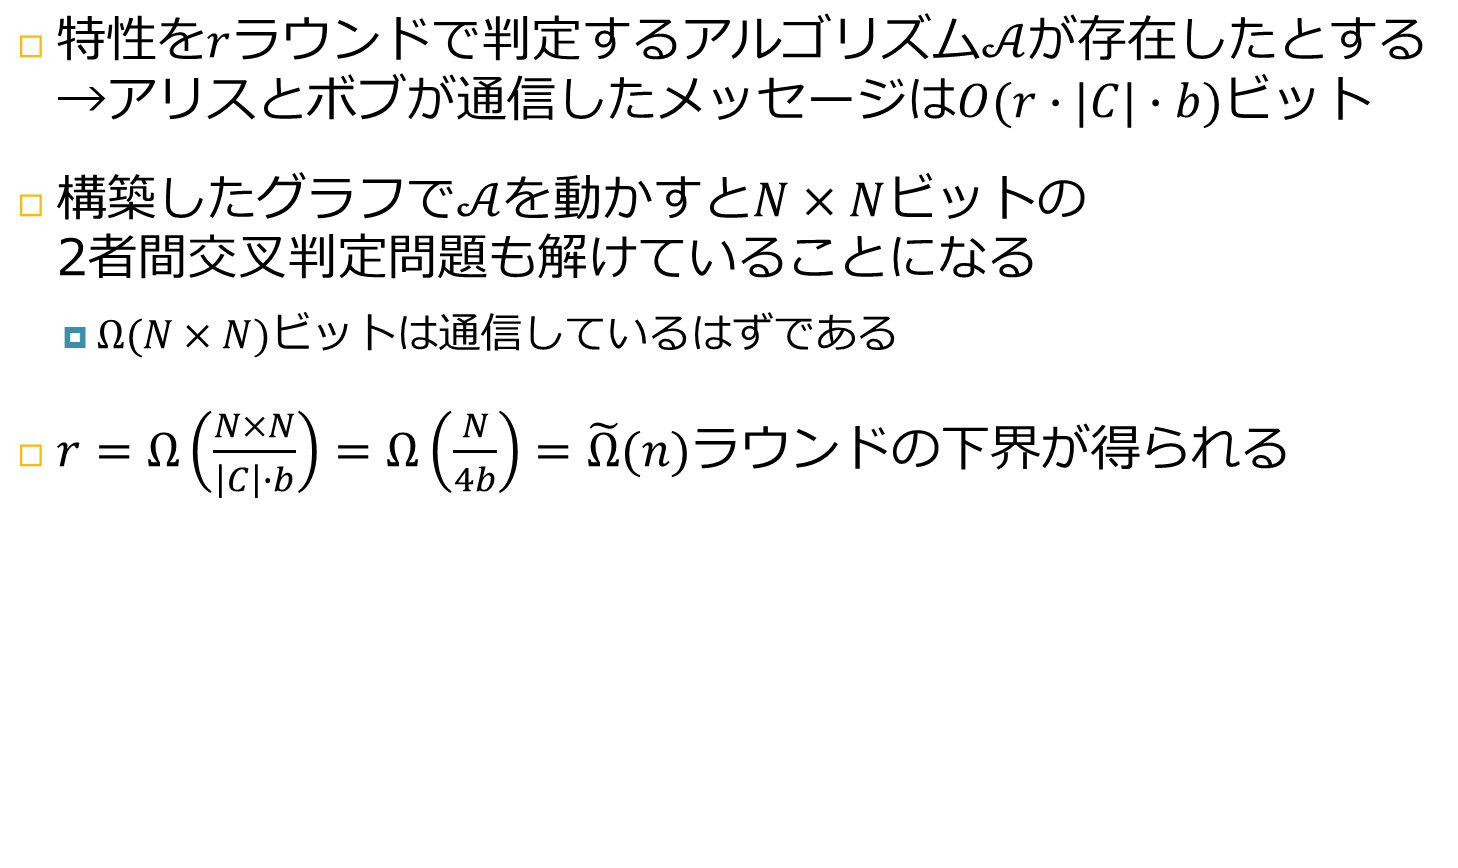 特性を𝑟ラウンドで判定するアルゴリズム𝒜が存在したとする
→アリスとボブが通信したメッセージは𝑂(𝑟 ⋅ |𝐶| ⋅ 𝑏)ビット
構築したグラフで𝒜を動かすと𝑁 × 𝑁ビットの
2者間交叉判定問題も解けていることになる
Ω(𝑁 × 𝑁)ビットは通信しているはずである
𝑟 = Ω(𝑁×𝑁/|𝐶|⋅𝑏) = Ω(𝑁/4𝑏) = Ω̃(𝑛)ラウンドの下界が得られる